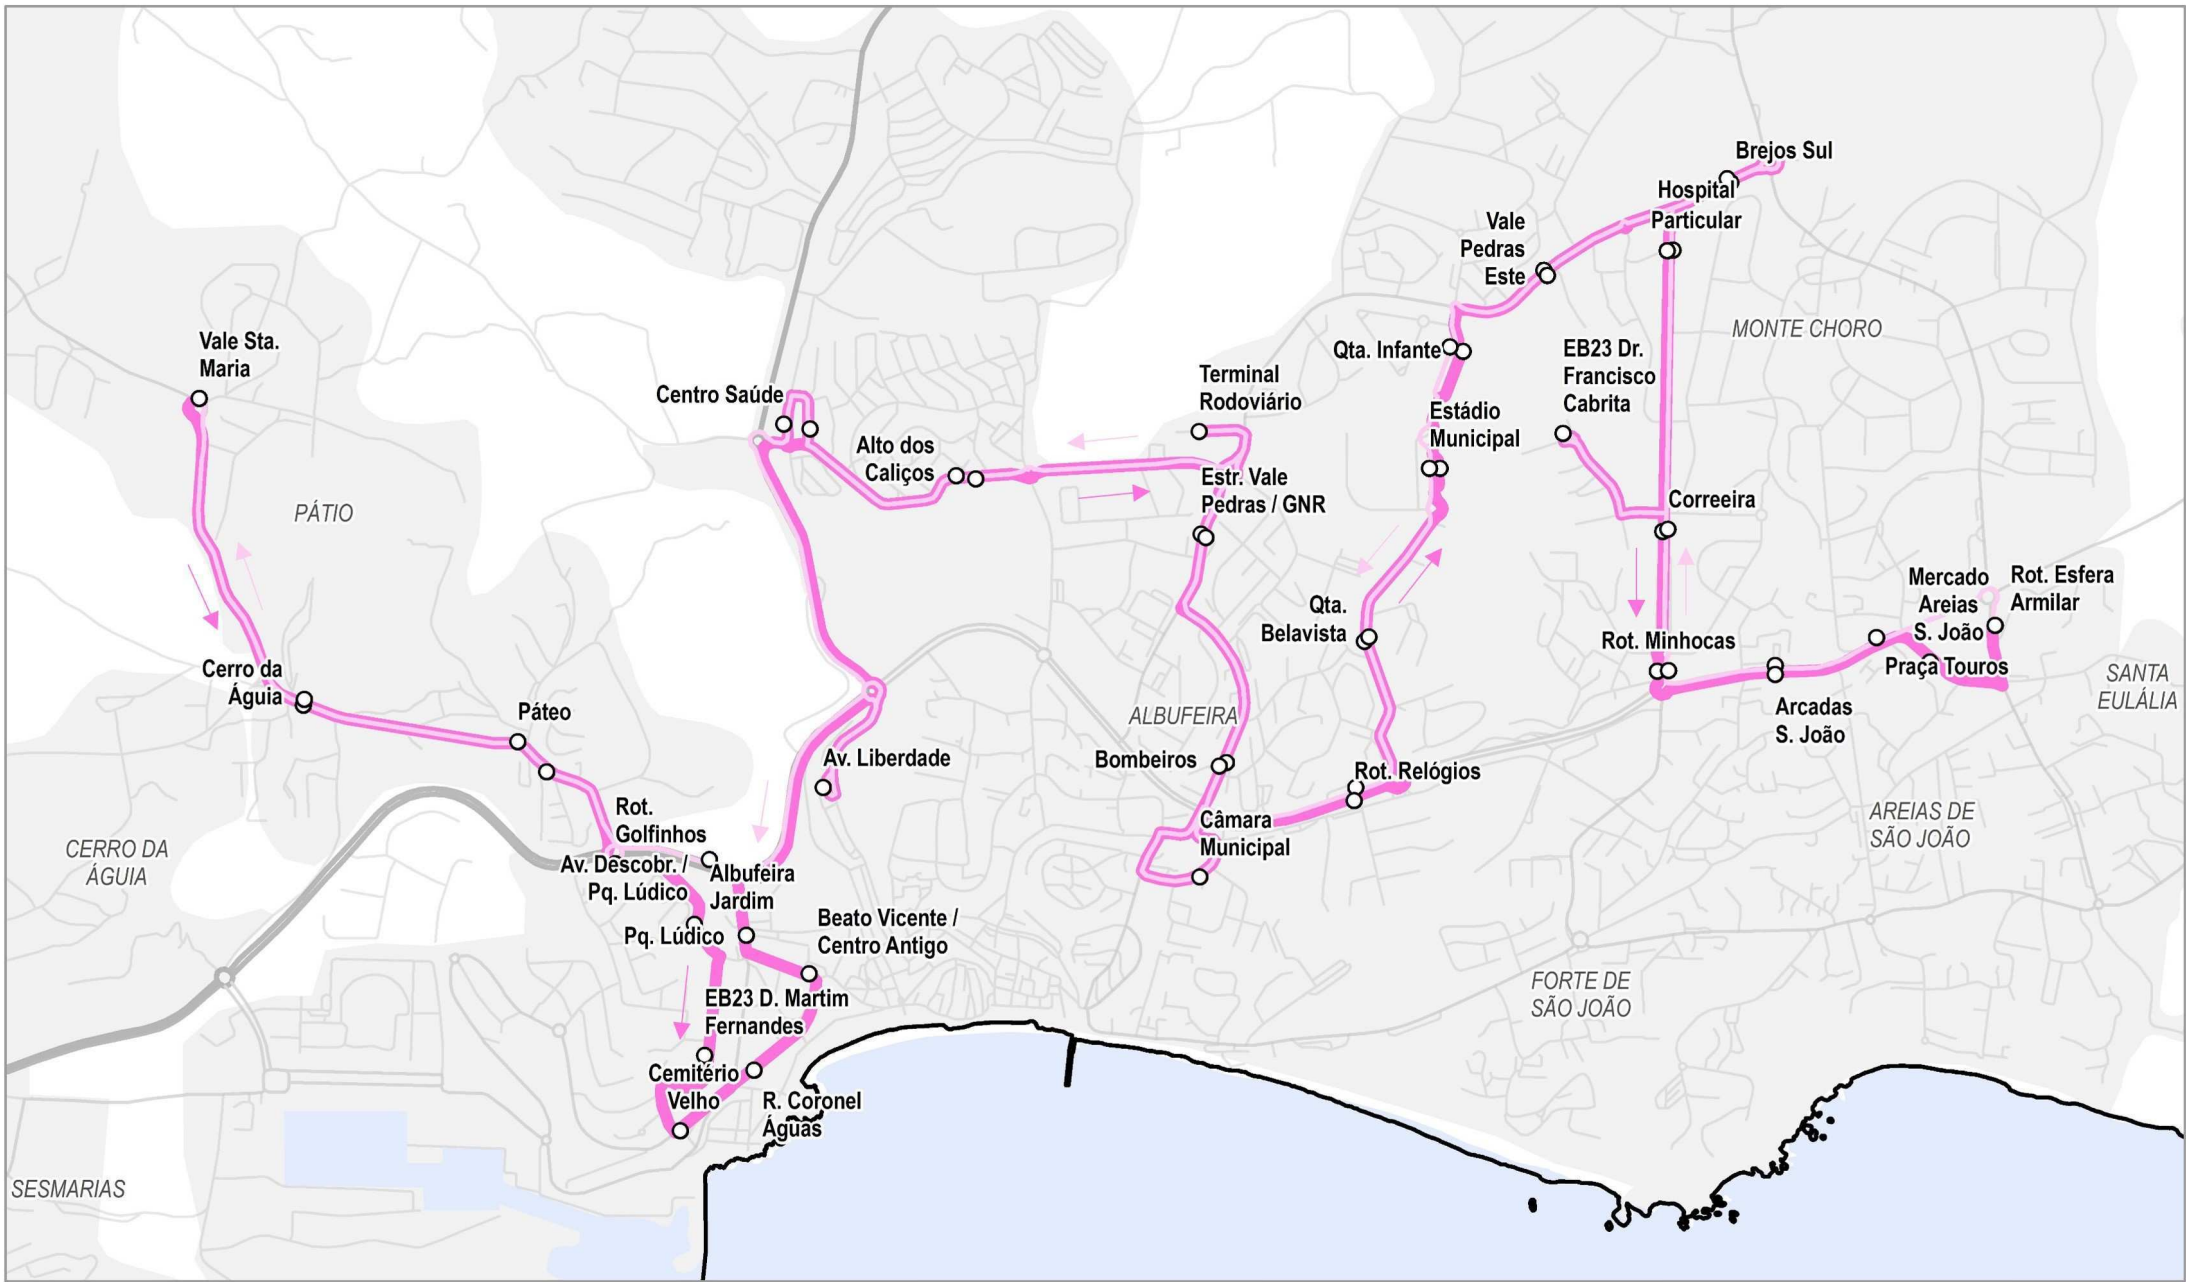 Brejos Sul
Hospital
Particular
Vale
Pedras
Este
MONTE CHORO
Vale Sta.
Maria
Qta. Infante
EB23 Dr.
Francisco
Cabrita
Terminal
Rodoviário
Centro Saúde
Estádio
Municipal
Alto dos
Caliços
Estr. Vale
Pedras / GNR
Correeira
PÁTIO
Mercado
Areias
S. João
Rot. Esfera
Armilar
Qta.
Belavista
Rot. Minhocas
Praça Touros
Cerro da
Águia
SANTA
EULÁLIA
Páteo
ALBUFEIRA
Arcadas
S. João
Av. Liberdade
Bombeiros
Rot. Relógios
Rot.
Golfinhos
Câmara
Municipal
AREIAS DE
SÃO JOÃO
CERRO DA
ÁGUIA
Av. Descobr. /
Pq. Lúdico
Albufeira
Jardim
Pq. Lúdico
Beato Vicente /
Centro Antigo
FORTE DE
SÃO JOÃO
EB23 D. Martim
Fernandes
Cemitério
Velho
R. Coronel
Águas
SESMARIAS